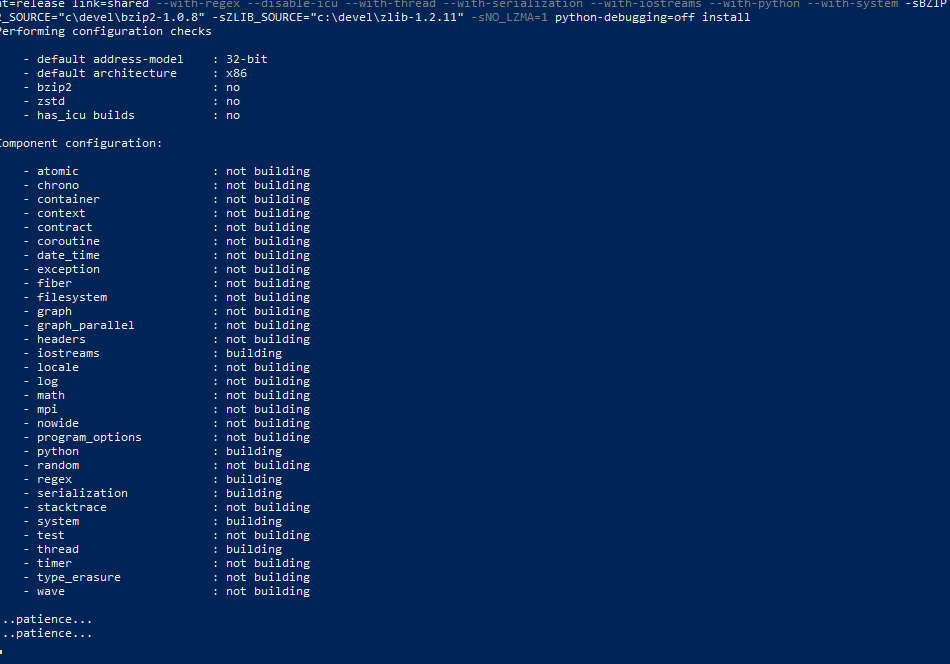 nt=release link=shared --with-regex --disable-icu --with-thread --with-serialization --with-iostreams --with-python --with-system -sBZIP
2_SOURCE="c\devel\bzip2-1.0.8" -sZLIB_SOURCE="c:\devel\zlib-1.2.11" -sNO_LZMA=1 python-debugging=off install
Performing configuration checks
- default address-model : 32-bit
- default architecture : x86
- bzip2 : no
- zstd : no
- has_icu builds : no
Component configuration:
- atomic : not building
- chrono : not building
- container : not building
- context : not building
- contract : not building
- coroutine : not building
- date_time : not building
- exception : not building
- fiber : not building
- filesystem : not building
- graph : not building
- graph_parallel : not building
- headers : not building
- iostreams : building
- locale : not building
- log : not building
- math : not building
- mpi : not building
- nowide : not building
- program_options : not building
- python : building
- random : not building
- regex : building
- serialization : building
- stacktrace : not building
- system : building
- test : not building
- thread : building
- timer : not building
- type_erasure : not building
- wave : not building
..patience...
..patience...